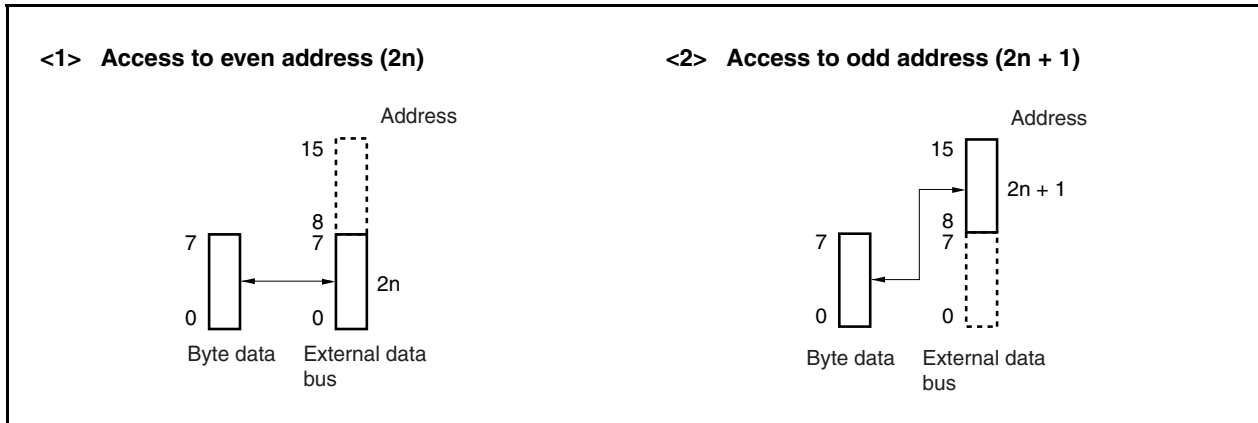 <1> Access to even address (2n)
Address
15
8
7
7
2n
0
0
Byte data
External data
bus
<2> Access to odd address (2n + 1)
Address
15
2n + 1
8
7
7
0
0
Byte data
External data
bus